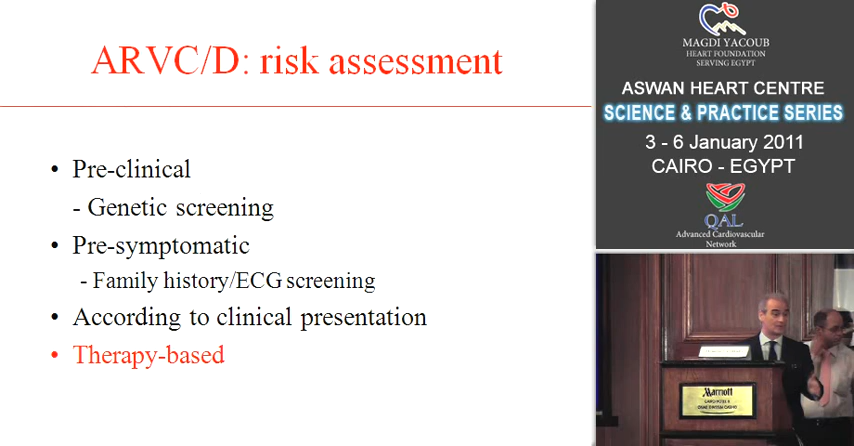 ARVC/D: risk assessment
• Pre-clinical
- Genetic screening
• Pre-symptomatic
- Family history/ECG screening
• According to clinical presentation
• Therapy-based
MAGDI YACOUB
HEART FOUNDATION
SERVING EGYPT
ASWAN HEART CENTRE
SCIENCE & PRACTICE SERIES
3 - 6 January 2011
CAIRO - EGYPT
QAL
Advanced Cardiovascular
Network
Marriott